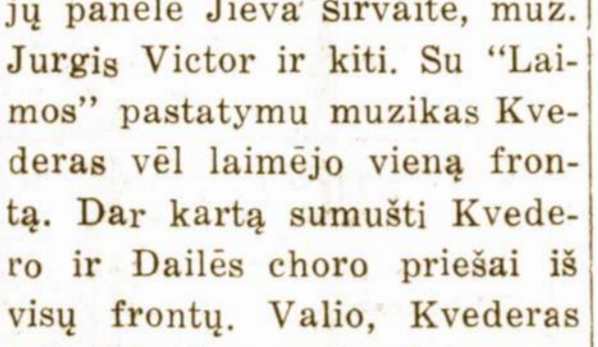 jų panelė Jieva Širvaitė, muz.
Jurgis Victor ir kiti. Su “Lai-
mos” pastatymu muzikas Kve-
deras vėl laimėjo vieną fron-
tą. Dar kartą sumušti Kvede-
ro ir Dailēs choro priešai iš
visų frontų. Valio, Kvederas